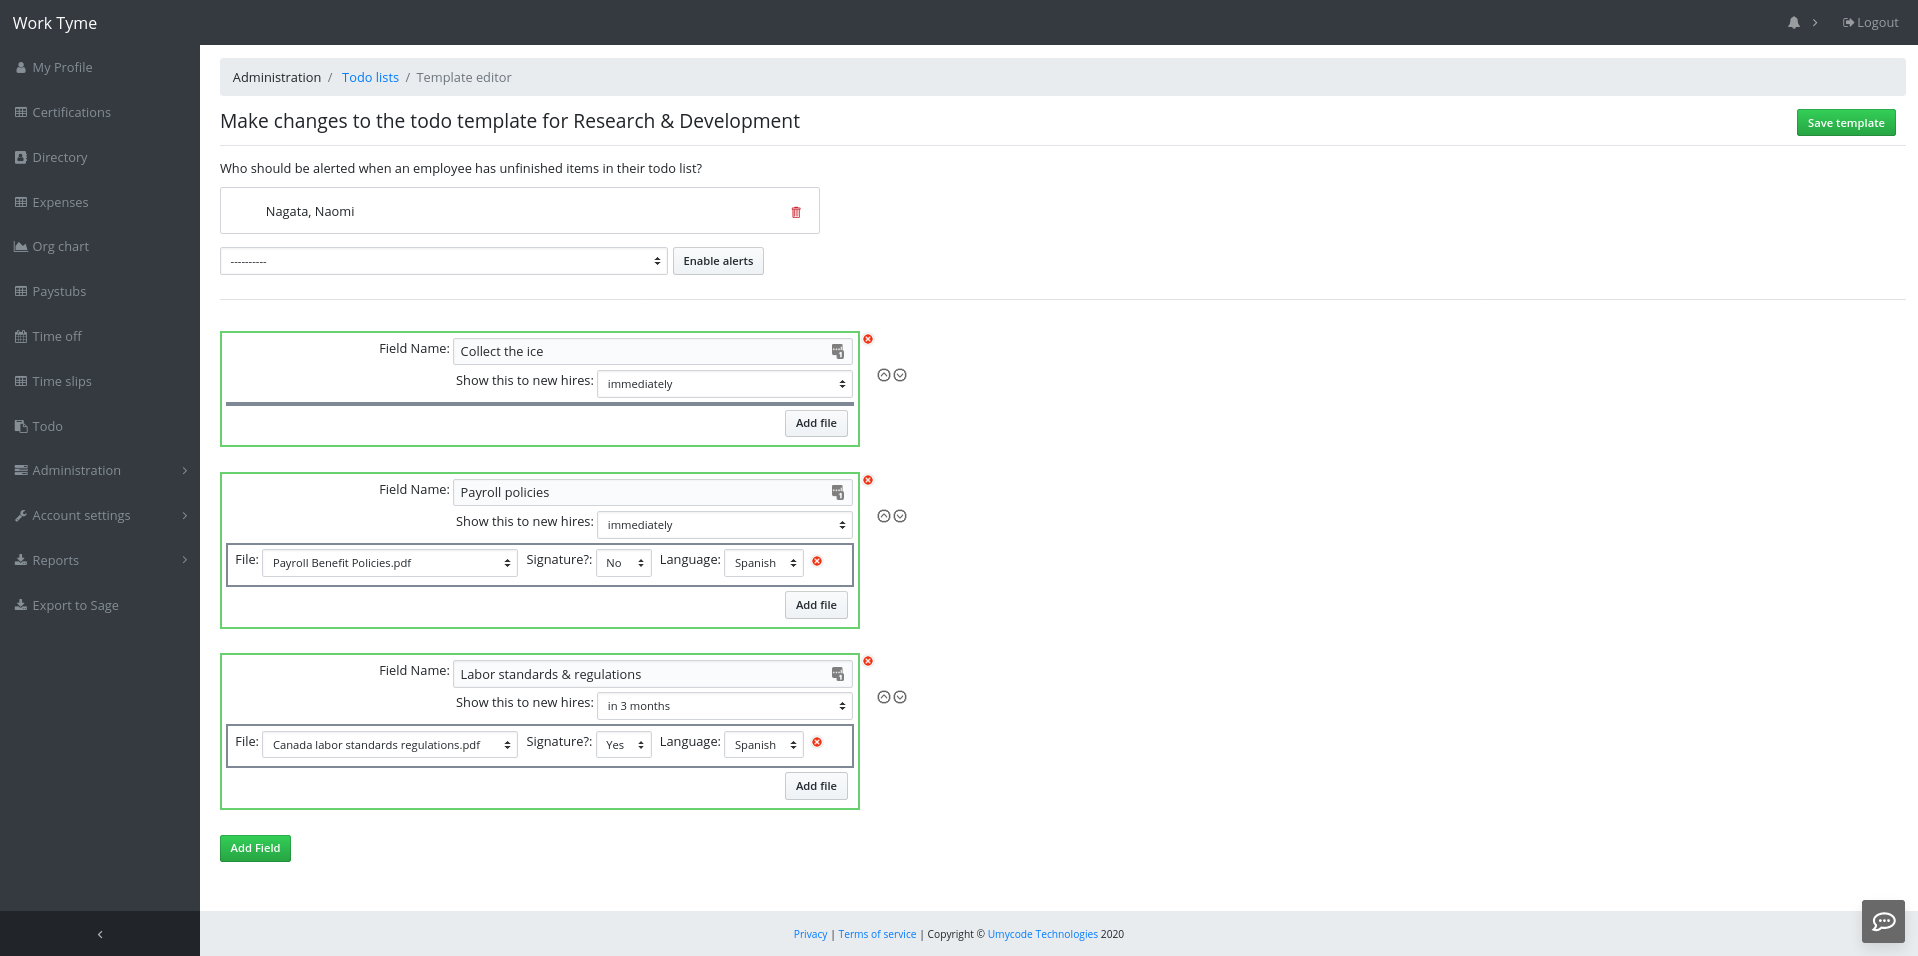 Work Tyme
Logout
My Profile
Certifications
Directory
Expenses
Org chart
Paystubs
Time off
Time slips
Todo
Administration
Account settings
Reports
Export to Sage
Administration / Todo lists / Template editor
Make changes to the todo template for Research & Development
Save template
Who should be alerted when an employee has unfinished items in their todo list?
Nagata, Naomi
----------
Enable alerts
Field Name: Collect the ice
Show this to new hires: immediately
Add file
Field Name: Payroll policies
Show this to new hires: immediately
File: Payroll Benefit Policies.pdf Signature?: No Language: Spanish
Add file
Field Name: Labor standards & regulations
Show this to new hires: in 3 months
File: Canada labor standards regulations.pdf Signature?: Yes Language: Spanish
Add file
Add Field
Privacy | Terms of service | Copyright © Umycode Technologies 2020